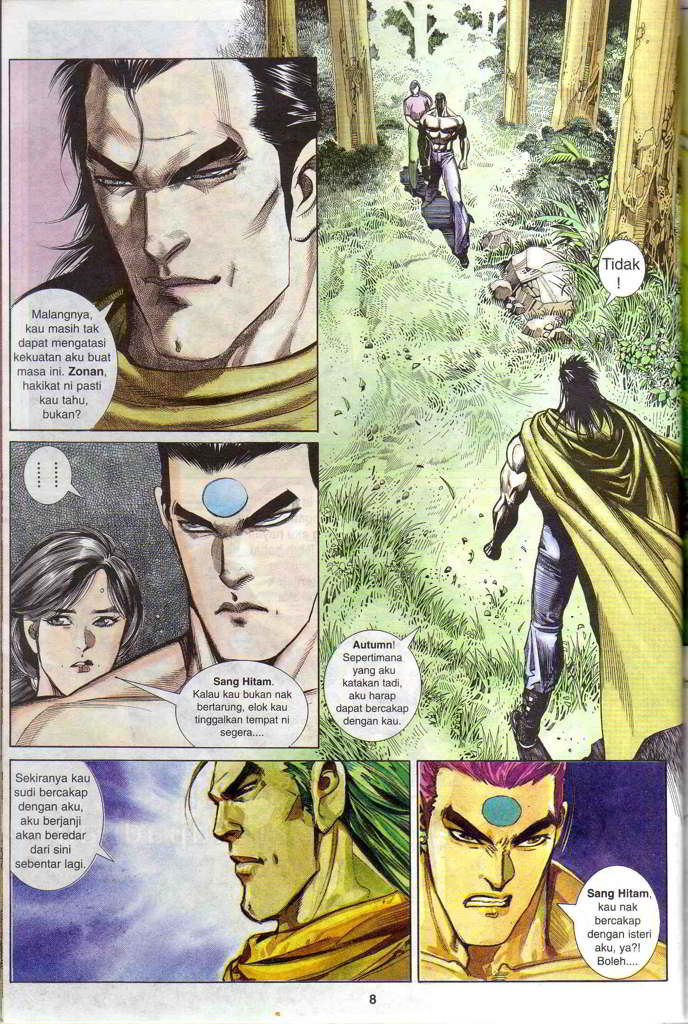 Malangnya,
kau masih tak
dapat mengatasi
kekuatan aku buat
masa ini. Zonan,
hakikat ni pasti
kau tahu,
bukan?
Tidak
!
Autumn!
Sepertimana
yang aku
katakan tadi,
aku harap
dapat bercakap
dengan kau.
Sang Hitam.
Kalau kau bukan nak
bertarung, elok kau
tinggalkan tempat ni
segera....
Sekiranya kau
sudi bercakap
dengan aku,
aku berjanji
akan beredar
dari sini
sebentar lagi.
Sang Hitam,
kau nak
bercakap
dengan isteri
aku, ya?!
Boleh....
8